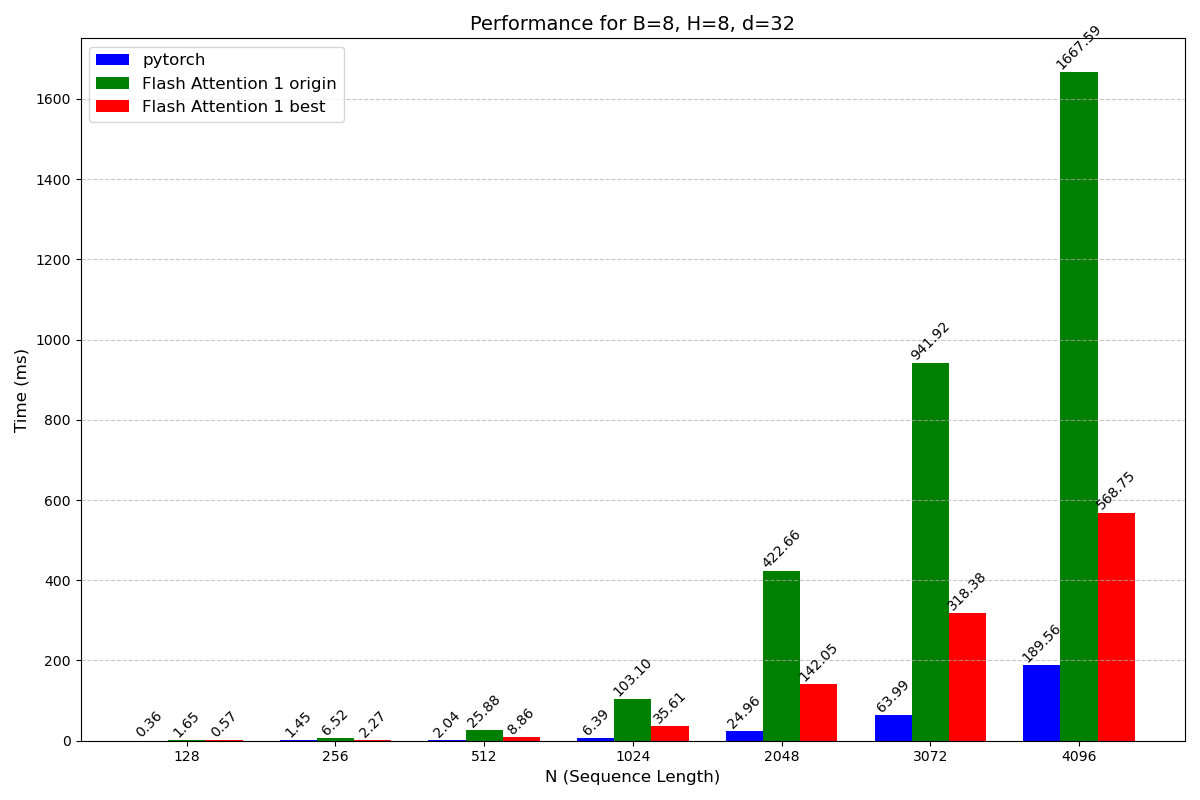 Performance for B=8, H=8, d=32
pytorch
Flash Attention 1 origin
Flash Attention 1 best
Time (ms)
1600
1400
1200
1000
800
600
400
200
0
0.36 1.65 0.57
1.45 6.52 2.27
2.04 25.88 8.86
6.39 103.10 35.61
24.96 422.66 142.05
63.99 941.92 318.38
189.56 1667.59 568.75
128 256 512 1024 2048 3072 4096
N (Sequence Length)